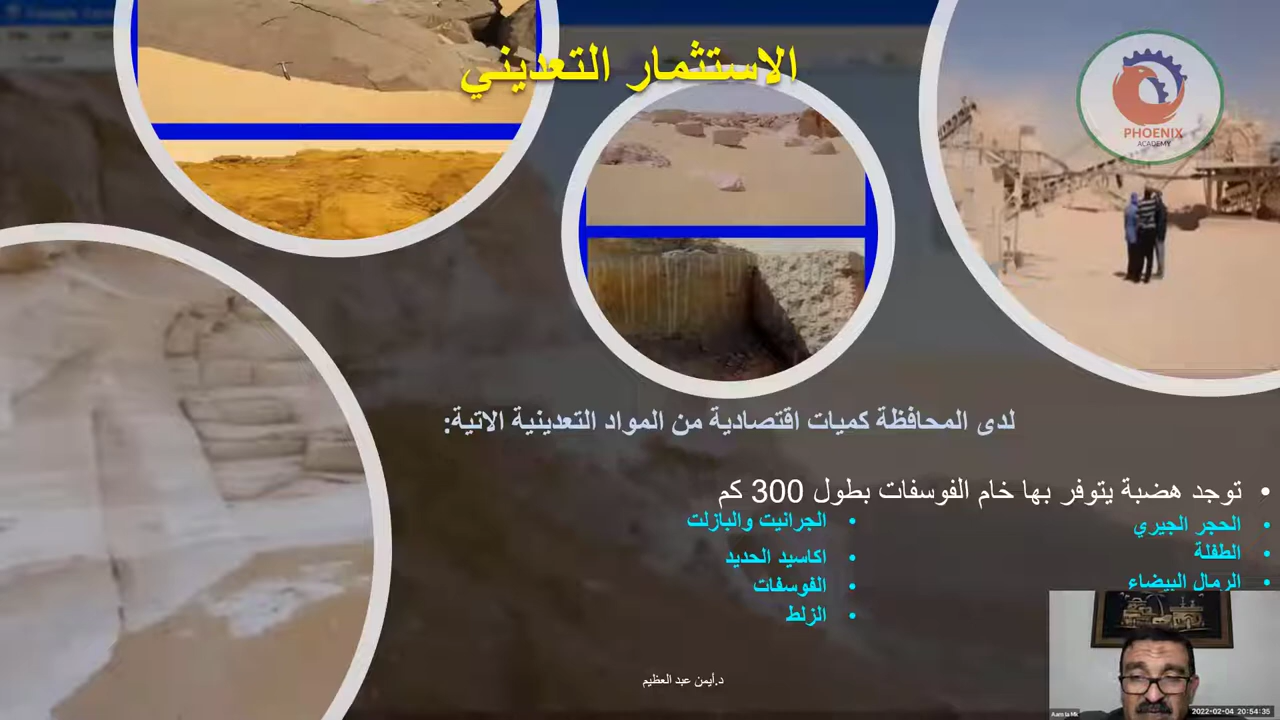 الاستثمار التعديني
PHOENIX
ACADEMY
لدى المحافظة كميات اقتصادية من المواد التعدينية الاتية:
• توجد هضبة يتوفر بها خام الفوسفات بطول 300 كم
• الحجر الجيري
• الطفلة
• الرمال البيضاء
• الجرانيت والبازلت
• اكاسيد الحديد
• الفوسفات
• الزلط
د.أيمن عبد العظيم
2022-02-04 20:54:35